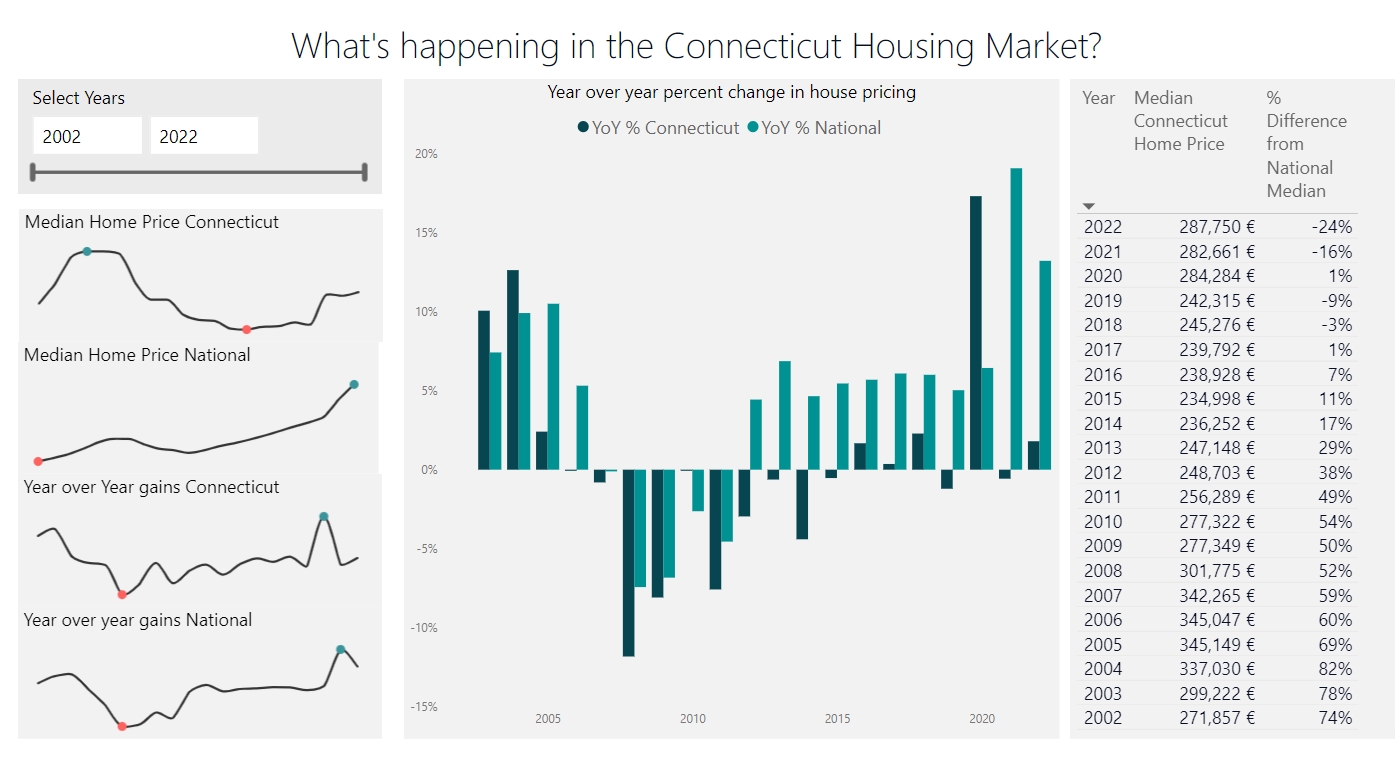 What's happening in the Connecticut Housing Market?
Select Years
2002 2022
Median Home Price Connecticut
Median Home Price National
Year over Year gains Connecticut
Year over year gains National
Year over year percent change in house pricing
YoY % Connecticut YoY % National
20%
15%
10%
5%
0%
-5%
-10%
-15%
2005 2010 2015 2020
Year Median Connecticut Home Price % Difference from National Median
2022 287,750 € -24%
2021 282,661 € -16%
2020 284,284 € 1%
2019 242,315 € -9%
2018 245,276 € -3%
2017 239,792 € 1%
2016 238,928 € 7%
2015 234,998 € 11%
2014 236,252 € 17%
2013 247,148 € 29%
2012 248,703 € 38%
2011 256,289 € 49%
2010 277,322 € 54%
2009 277,349 € 50%
2008 301,775 € 52%
2007 342,265 € 59%
2006 345,047 € 60%
2005 345,149 € 69%
2004 337,030 € 82%
2003 299,222 € 78%
2002 271,857 € 74%